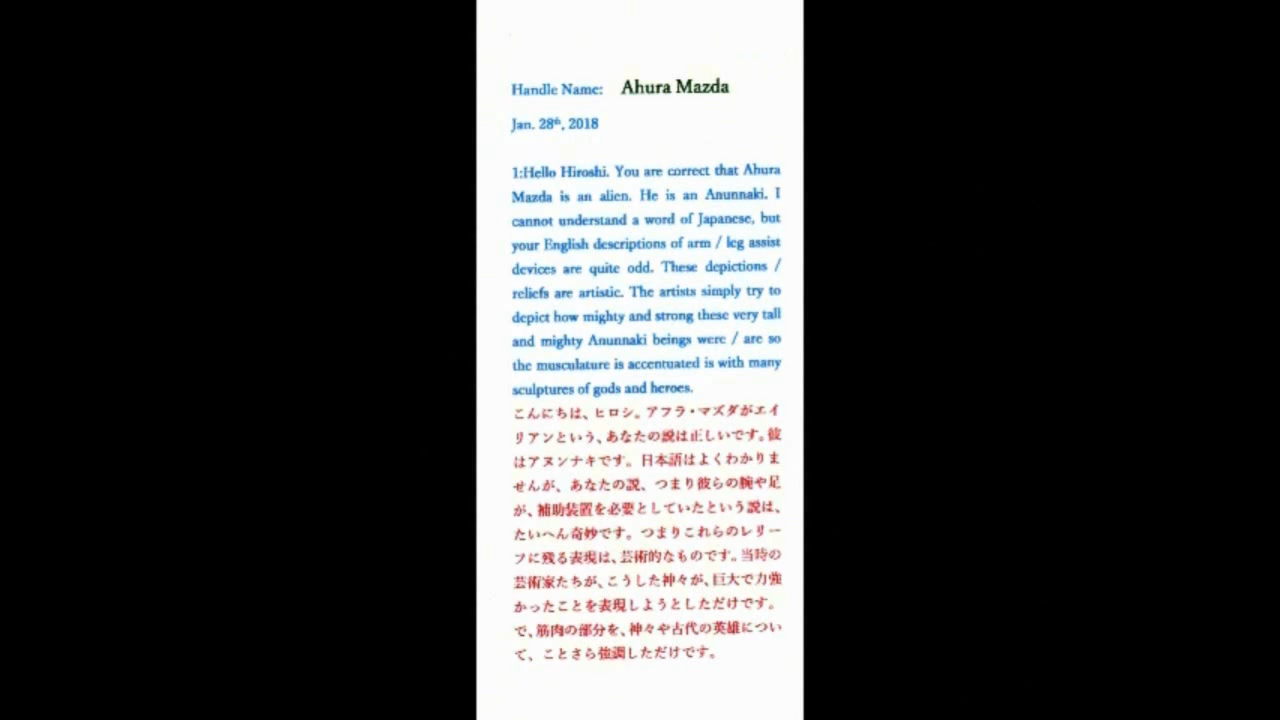 Handle Name: Ahura Mazda
Jan. 28th, 2018
1:Hello Hiroshi. You are correct that Ahura
Mazda is an alien. He is an Anunnaki. I
cannot understand a word of Japanese, but
your English descriptions of arm / leg assist
devices are quite odd. These depictions /
reliefs are artistic. The artists simply try to
depict how mighty and strong these very tall
and mighty Anunnaki beings were / are so
the musculature is accentuated is with many
sculptures of gods and heroes.
こんにちは、ヒロシ。アフラ・マズダがエイ
リアンという、あなたの説は正しいです。彼
はアヌンナキです。日本語はよくわかりま
せんが、あなたの説、つまり彼らの腕や足
が、補助装置を必要としていたという説は、
たいへん奇妙です。つまりこれらのレリー
フに残る表現は、芸術的なものです。当時の
芸術家たちが、こうした神々が、巨大で力強
かったことを表現しようとしただけです。
で、筋肉の部分を、神々や古代の英雄につい
て、ことさら強調しただけです。